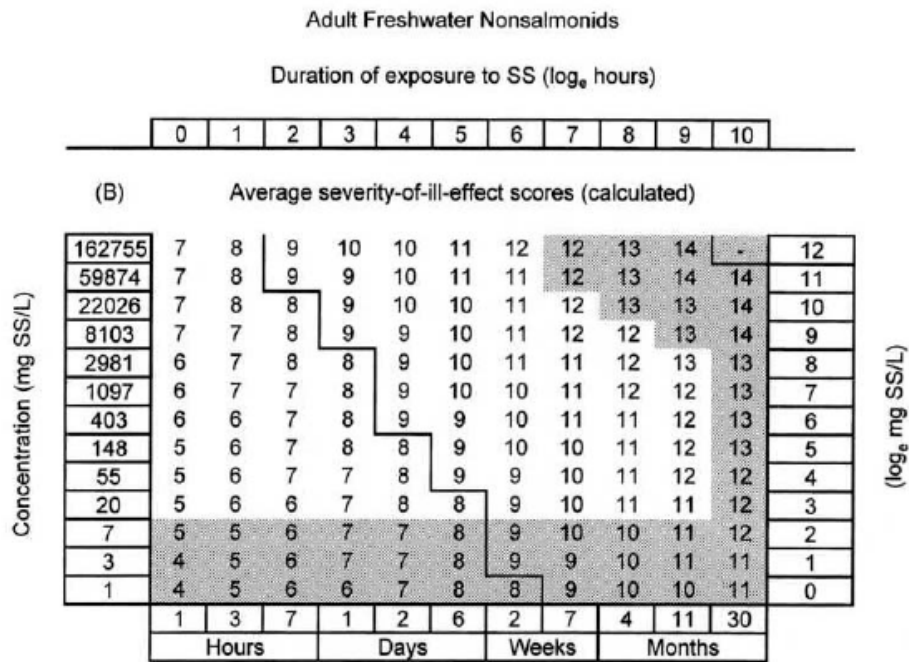 Adult Freshwater Nonsalmonids
Duration of exposure to SS (logₑ hours)
0 1 2 3 4 5 6 7 8 9 10
(B) Average severity-of-ill-effect scores (calculated)
Concentration (mg SS/L)
162755 7 8 9 10 10 11 12 12 13 14 - 12
59874 7 8 9 9 10 11 11 12 13 14 14 11
22026 7 8 8 9 10 10 11 12 13 13 14 10
8103 7 7 8 9 9 10 11 12 12 13 14 9
2981 6 7 8 8 9 10 11 11 12 13 13 8
1097 6 7 7 8 9 10 10 11 12 12 13 7
403 6 6 7 8 9 9 10 11 11 12 13 6
148 5 6 7 8 8 9 10 10 11 12 13 5
55 5 6 7 7 8 9 9 10 11 12 12 4
20 5 6 6 7 8 8 9 10 11 11 12 3
7 5 5 6 7 7 8 9 10 10 11 12 2
3 4 5 6 7 7 8 9 9 10 11 11 1
1 4 5 6 6 7 8 8 9 10 10 11 0
(logₑ mg SS/L)
1 3 7 1 2 6 2 7 4 11 30
Hours Days Weeks Months